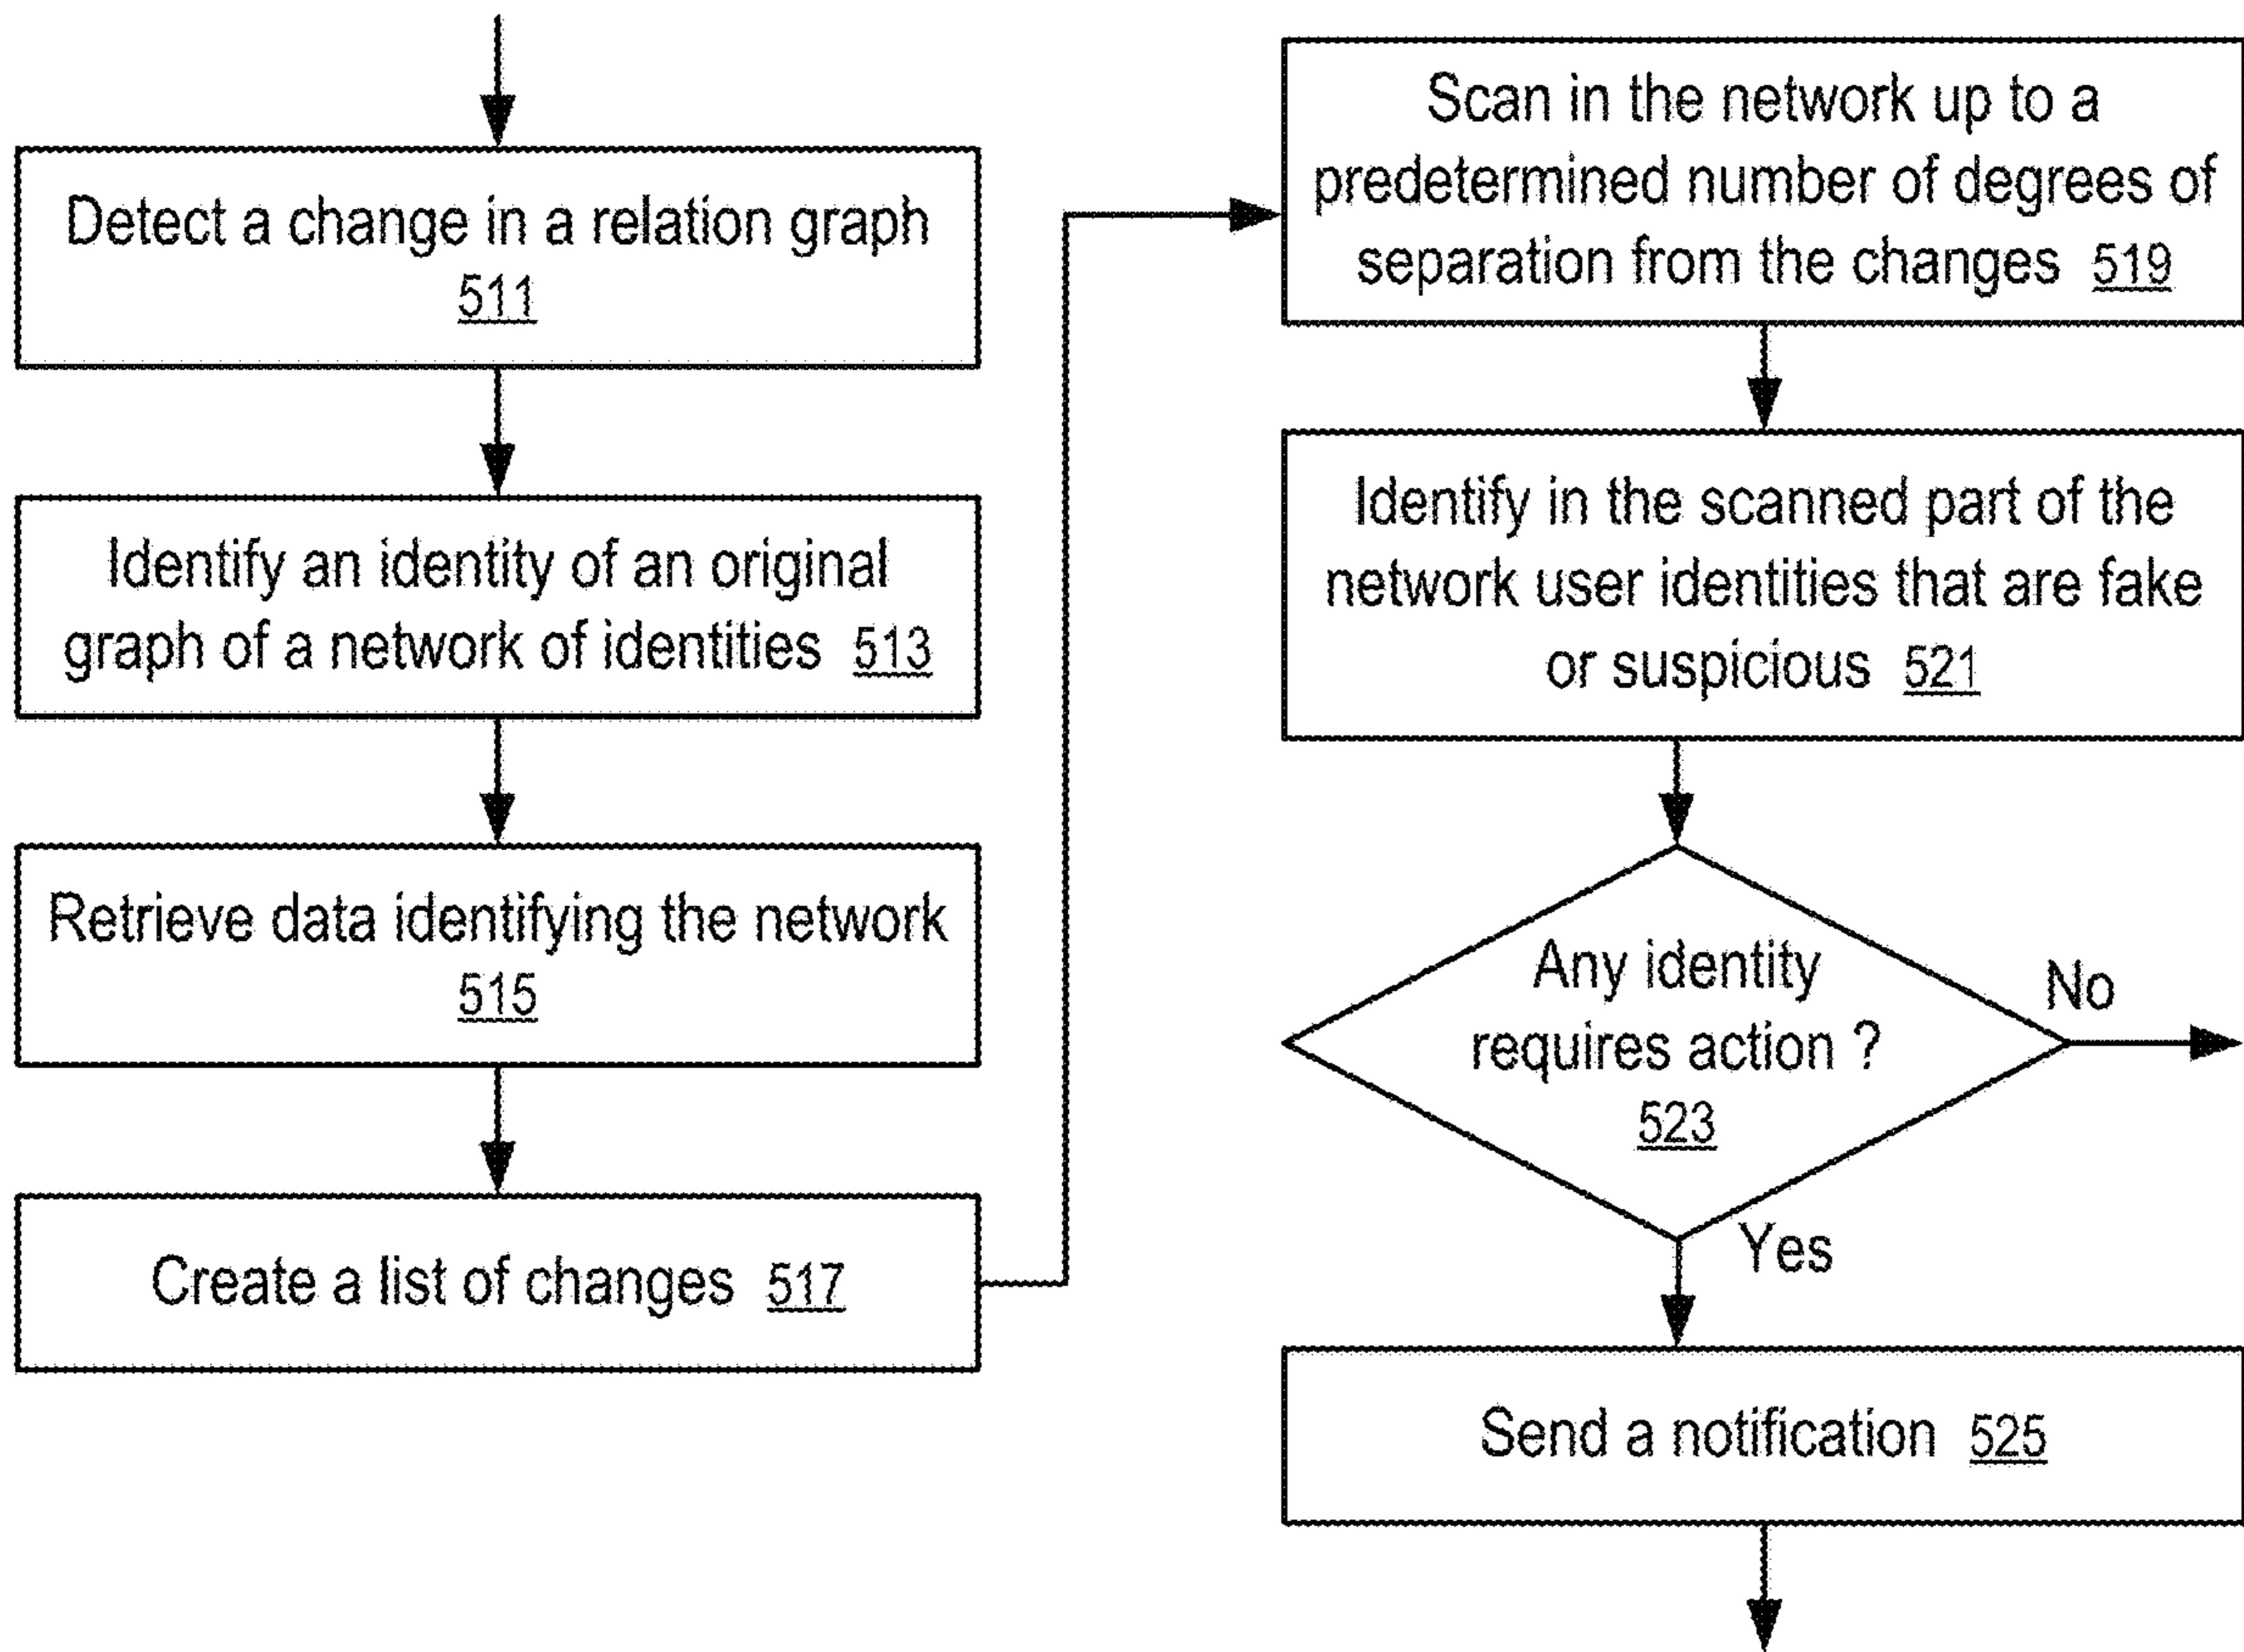 Detect a change in a relation graph
511
Identify an identity of an original
graph of a network of identities 513
Retrieve data identifying the network
515
Create a list of changes 517
Scan in the network up to a
predetermined number of degrees of
separation from the changes 519
Identify in the scanned part of the
network user identities that are fake
or suspicious 521
Any identity
requires action ?
523
No
Yes
Send a notification 525